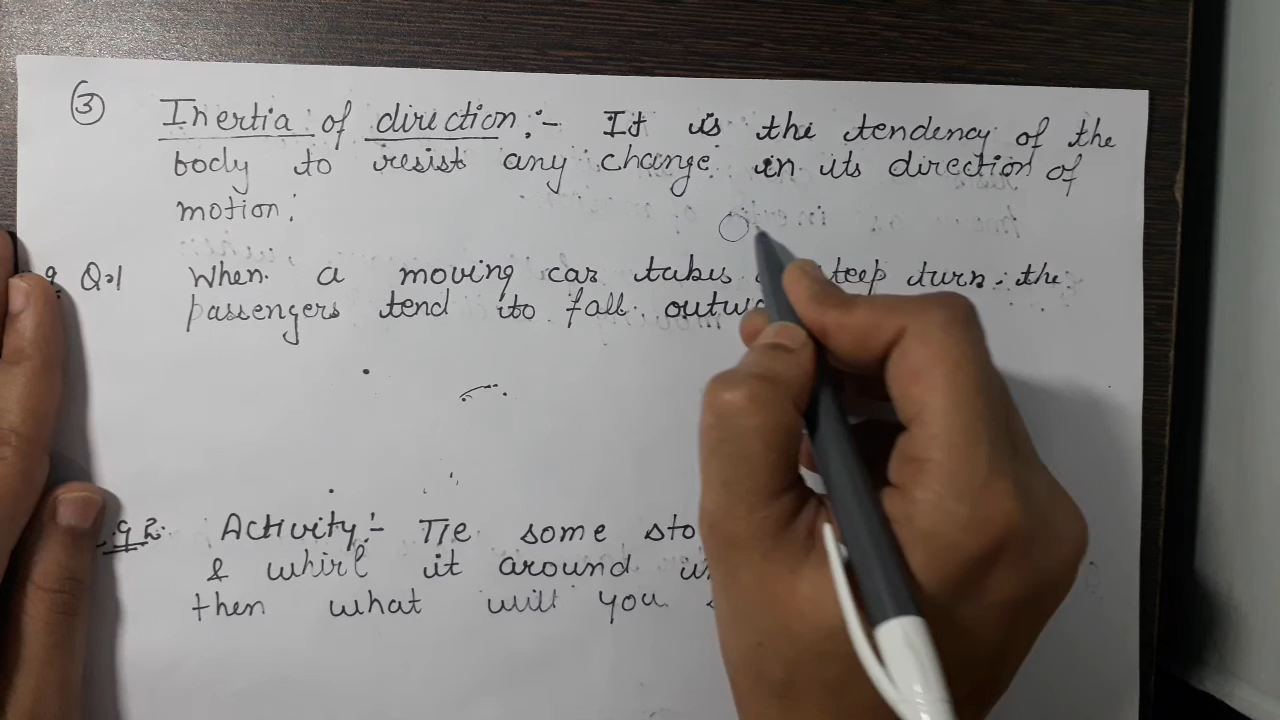 ③ Inertia of direction :- It is the tendency of the
body to resist any change in its direction of
motion.
g Q.1 When a moving car takes steep turn. the
passengers tend to fall
g 2. Activity:- Tie some
& whirl it around
then what will you